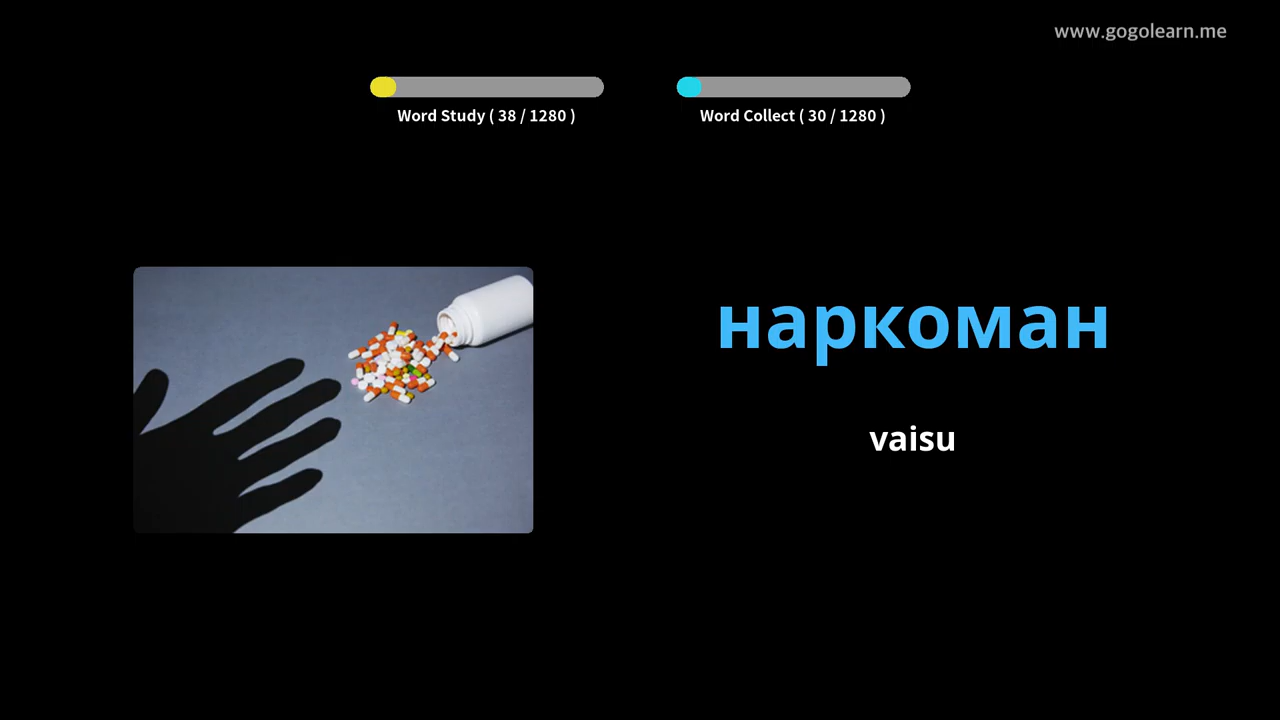 www.gogolearn.me
Word Study ( 38 / 1280 )
Word Collect ( 30 / 1280 )
наркоман
vaisu